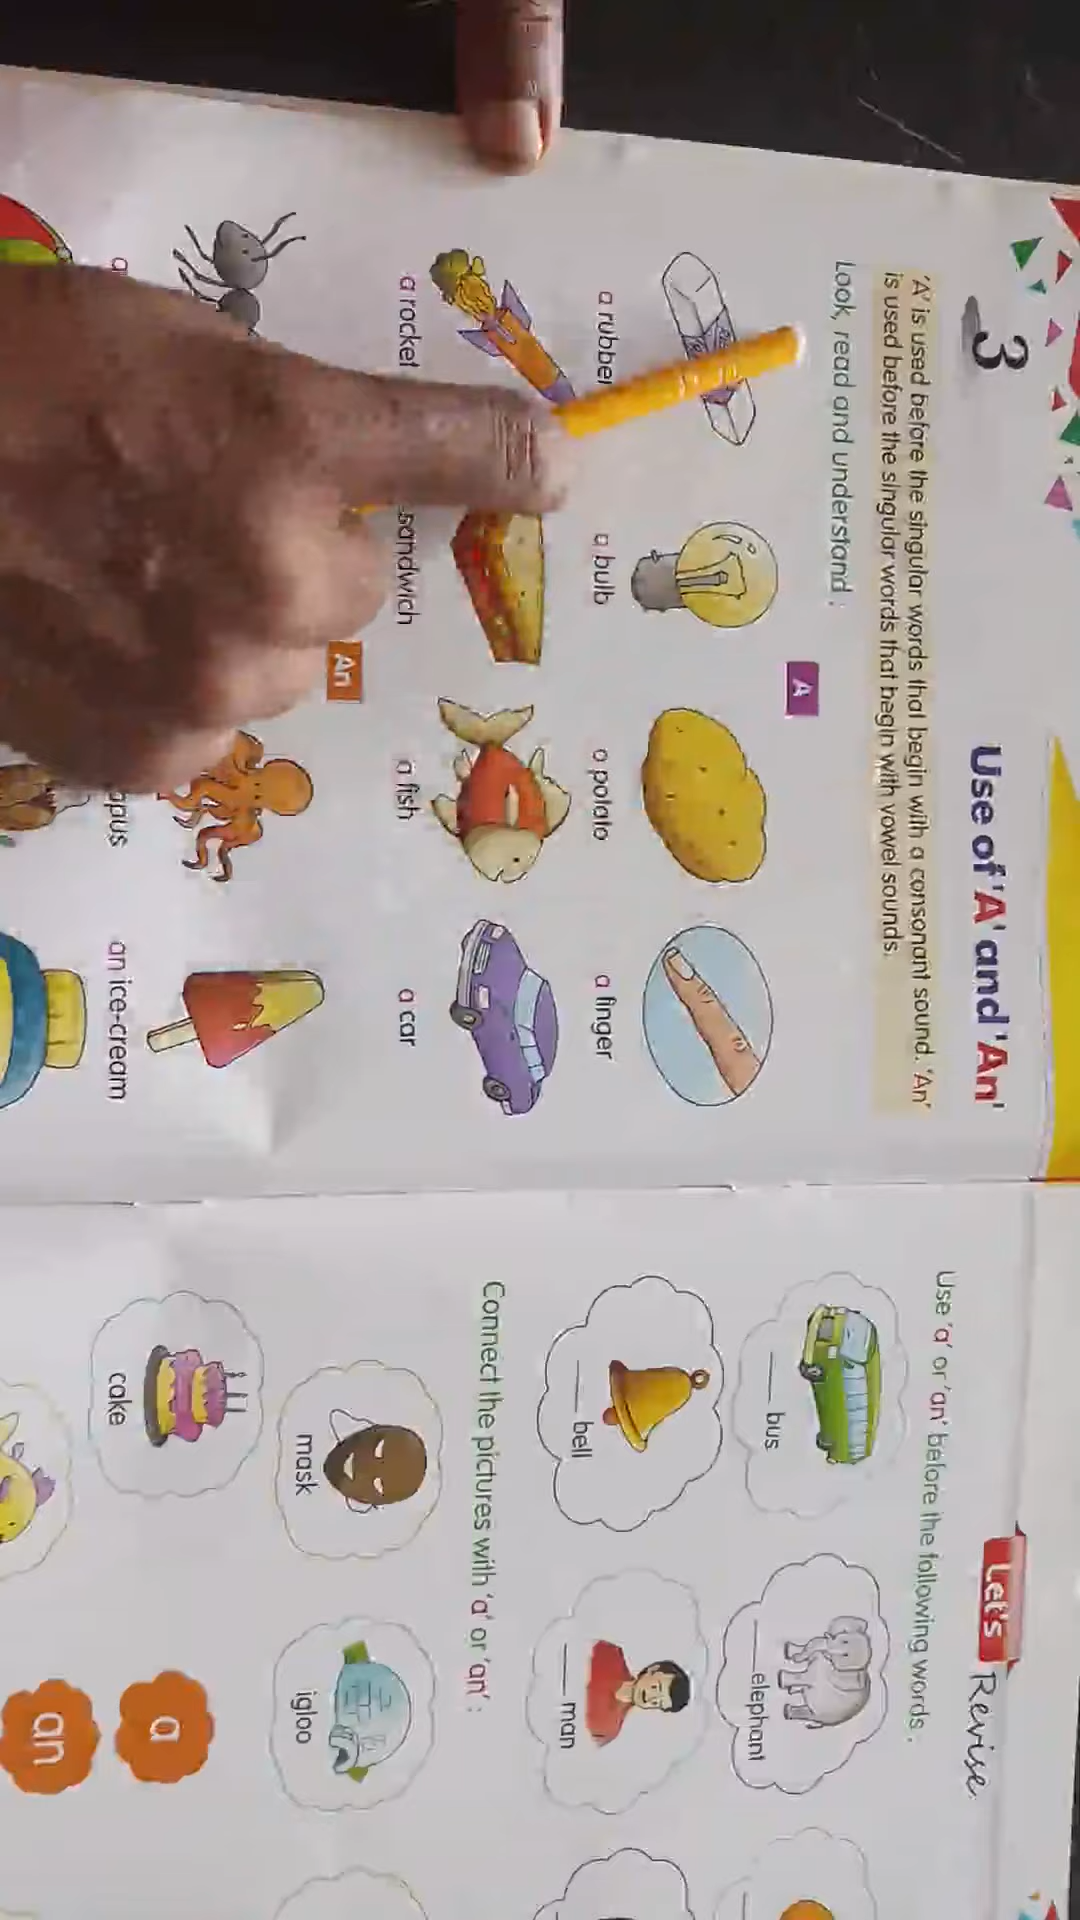 3
Use of 'A' and 'An'
'A' is used before the singular words that begin with a consonant sound. 'An'
is used before the singular words that begin with vowel sounds.
Look, read and understand :
A
a rubber
a bulb
a potato
a finger
a rocket
sandwich
a fish
a car
An
an ice-cream
Let's Revise
Use 'a' or 'an' before the following words.
bus
elephant
bell
man
Connect the pictures with 'a' or 'an' :
mask
igloo
cake
a
an